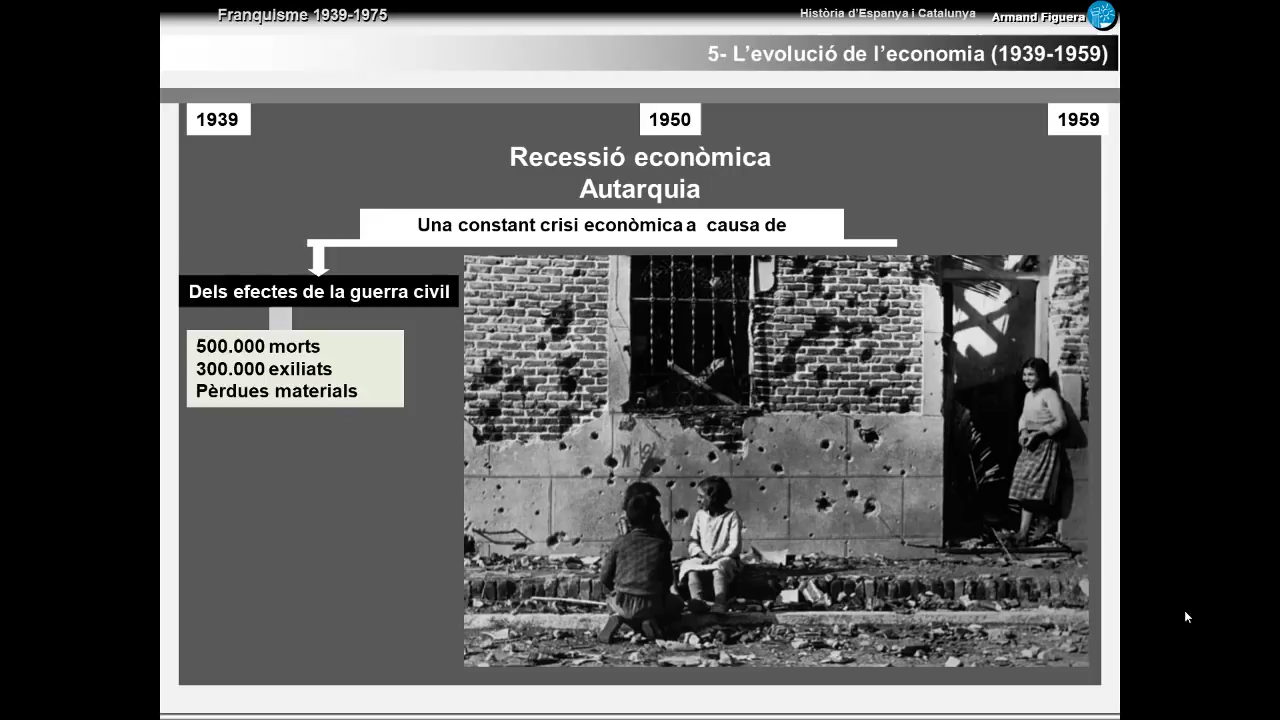 Franquisme 1939-1975
Història d'Espanya i Catalunya
Armand Figuera
5- L'evolució de l'economia (1939-1959)
1939
1950
1959
Recessió econòmica
Autarquia
Una constant crisi econòmica a causa de
Dels efectes de la guerra civil
500.000 morts
300.000 exiliats
Pèrdues materials